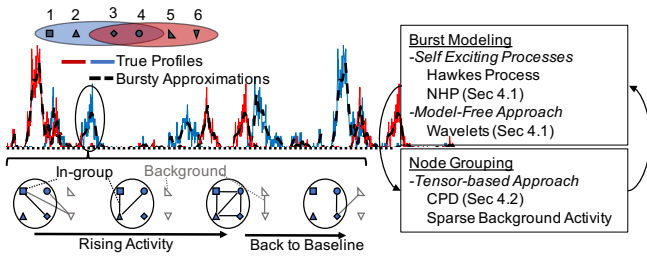 1 2 3 4 5 6
True Profiles
Bursty Approximations
In-group
Background
Rising Activity
Back to Baseline
Burst Modeling
-Self Exciting Processes
Hawkes Process
NHP (Sec 4.1)
-Model-Free Approach
Wavelets (Sec 4.1)
Node Grouping
-Tensor-based Approach
CPD (Sec 4.2)
Sparse Background Activity